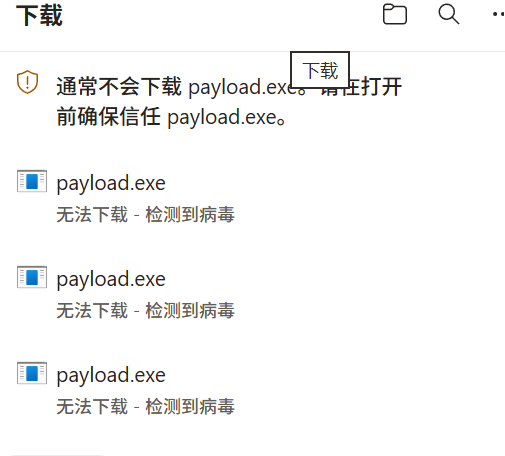 下载
下载
通常不会下载 payload.exe。请在打开
前确保信任 payload.exe。
payload.exe
无法下载 - 检测到病毒
payload.exe
无法下载 - 检测到病毒
payload.exe
无法下载 - 检测到病毒